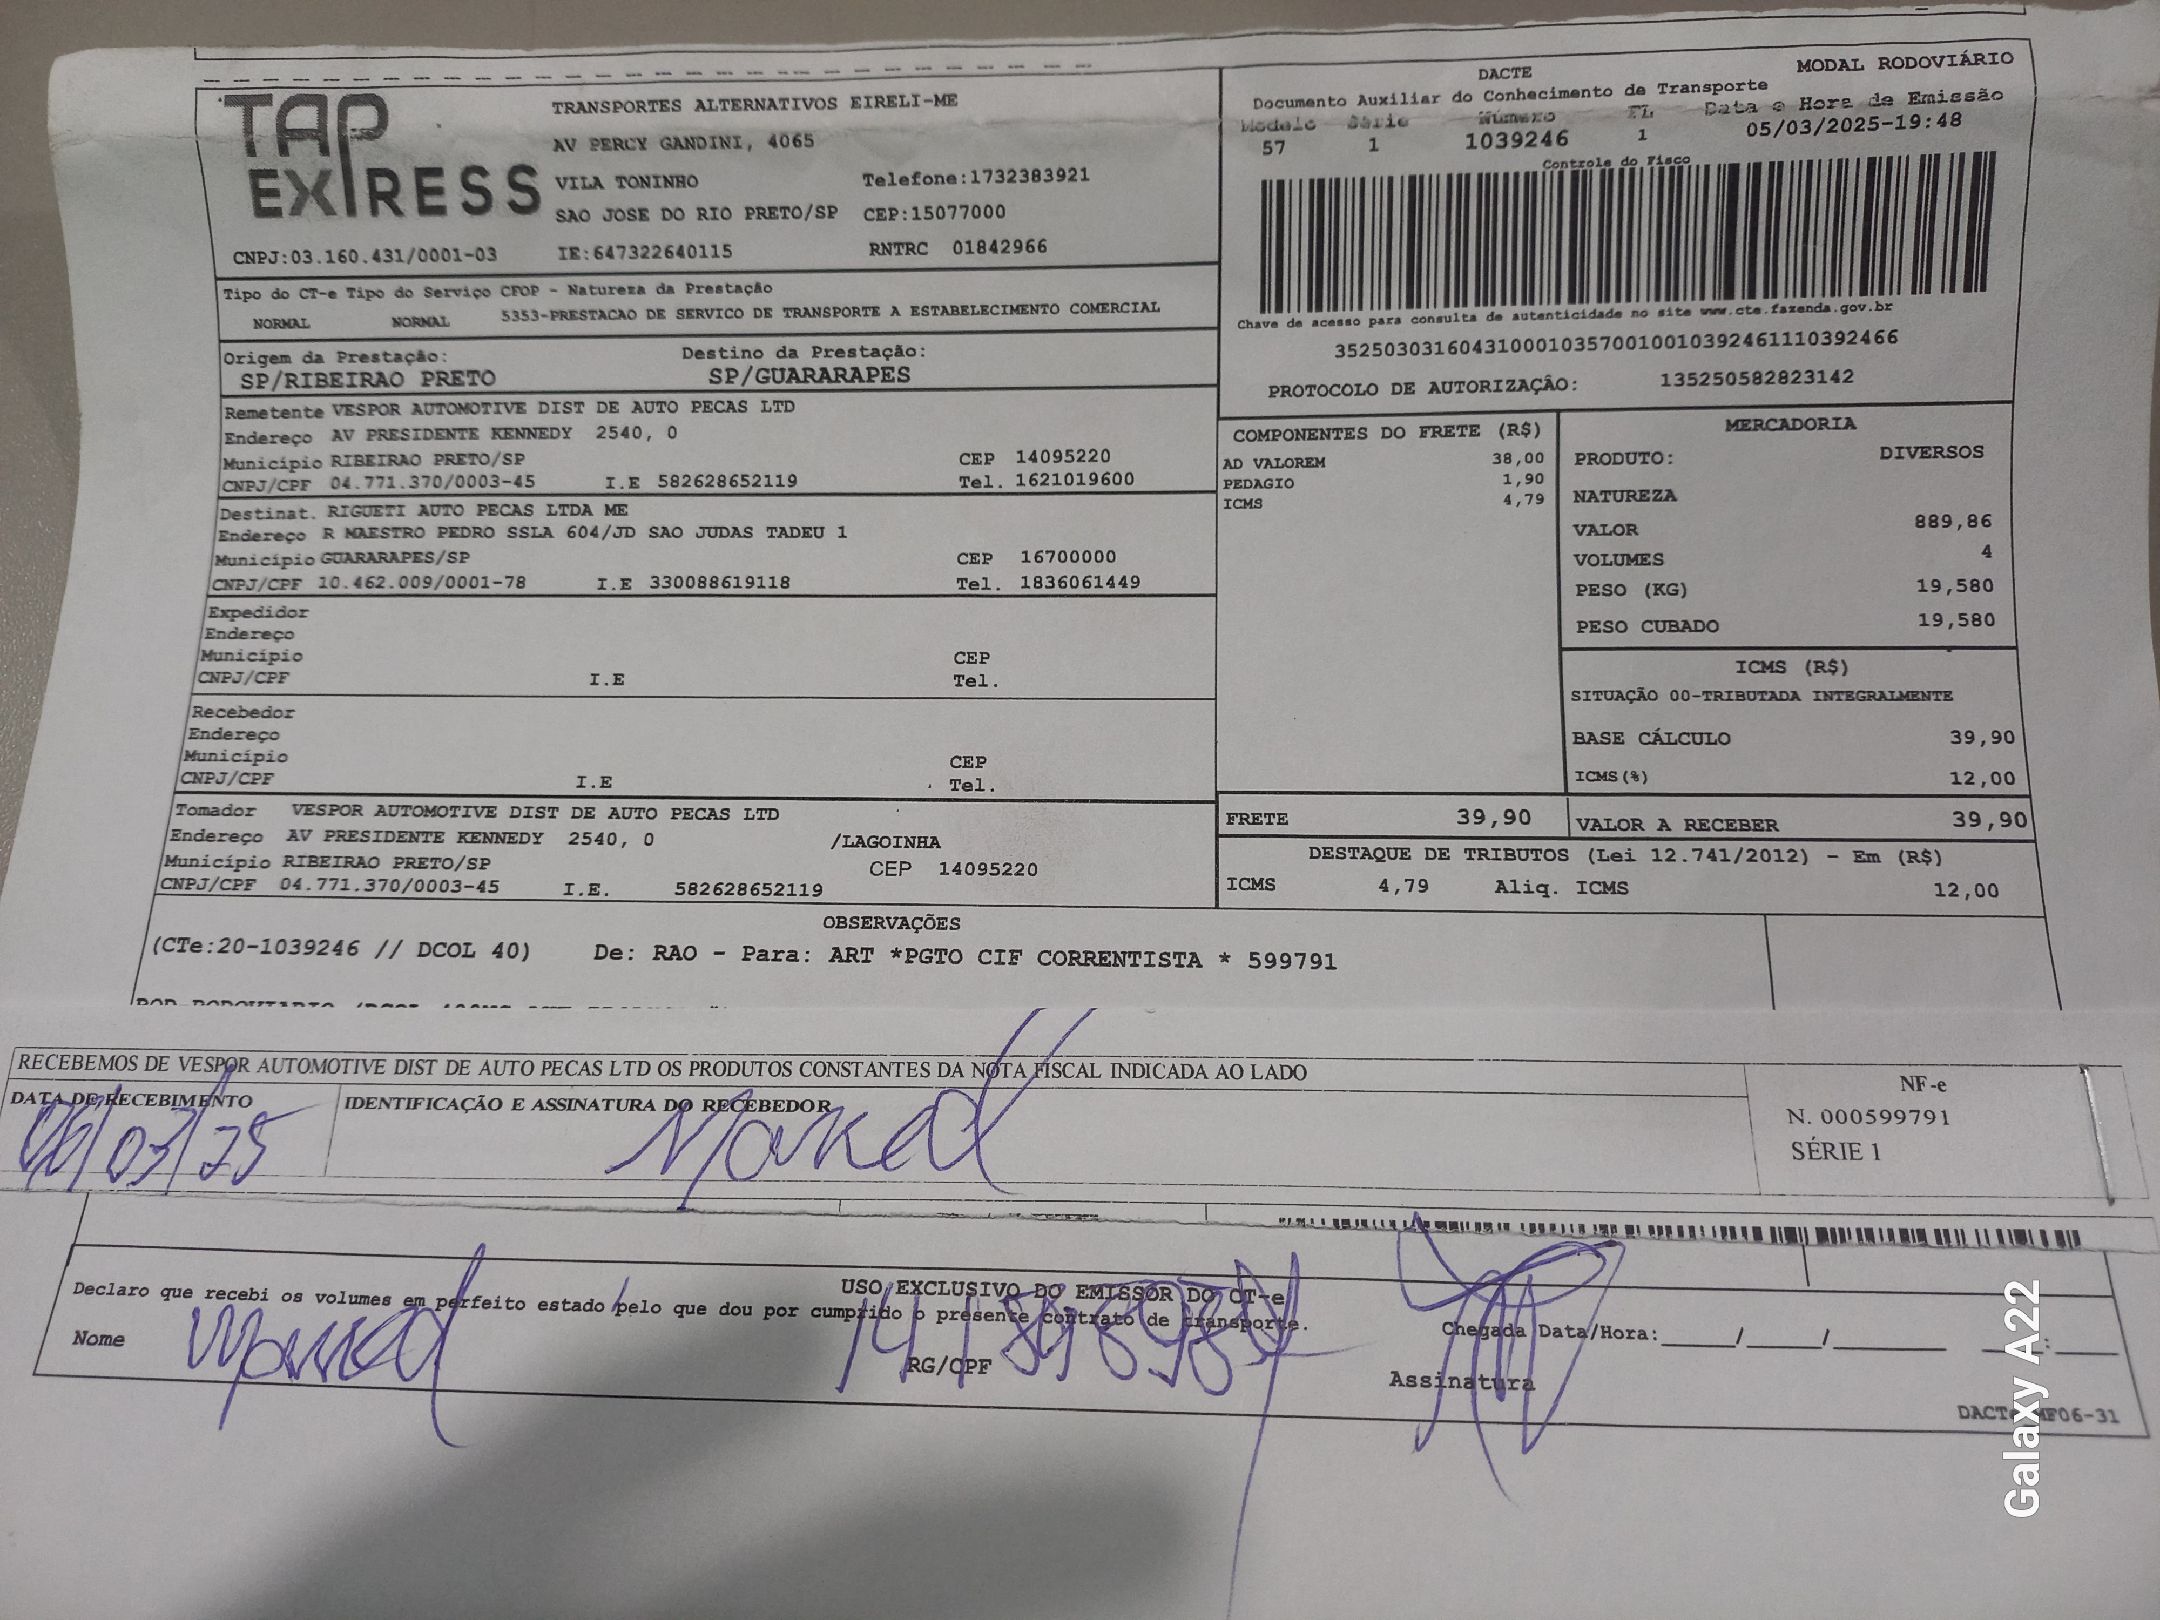 TAP EXPRESS
TRANSPORTES ALTERNATIVOS EIRELI-ME
AV PERCY GANDINI, 4065
VILA TONINHO Telefone:1732383921
SAO JOSE DO RIO PRETO/SP CEP:15077000
CNPJ:03.160.431/0001-03 IE:647322640115 RNTRC 01842966
DACTE MODAL RODOVIÁRIO
Documento Auxiliar do Conhecimento de Transporte
Modelo Série Número FL Data e Hora de Emissão
57 1 1039246 1 05/03/2025-19:48
Controle do Fisco
Chave de acesso para consulta de autenticidade no site www.cte.fazenda.gov.br
35250303160431000103570010010392461110392466
PROTOCOLO DE AUTORIZAÇÃO: 135250582823142
Tipo do CT-e Tipo do Serviço CFOP - Natureza da Prestação
NORMAL NORMAL 5353-PRESTACAO DE SERVICO DE TRANSPORTE A ESTABELECIMENTO COMERCIAL
Origem da Prestação: Destino da Prestação:
SP/RIBEIRAO PRETO SP/GUARARAPES
Remetente VESPOR AUTOMOTIVE DIST DE AUTO PECAS LTD
Endereço AV PRESIDENTE KENNEDY 2540, 0
Município RIBEIRAO PRETO/SP CEP 14095220
CNPJ/CPF 04.771.370/0003-45 I.E 582628652119 Tel. 1621019600
Destinat. RIGUETI AUTO PECAS LTDA ME
Endereço R MAESTRO PEDRO SSLA 604/JD SAO JUDAS TADEU 1
Município GUARARAPES/SP CEP 16700000
CNPJ/CPF 10.462.009/0001-78 I.E 330088619118 Tel. 1836061449
Expedidor
Endereço
Município CEP
CNPJ/CPF I.E Tel.
Recebedor
Endereço
Município CEP
CNPJ/CPF I.E Tel.
Tomador VESPOR AUTOMOTIVE DIST DE AUTO PECAS LTD
Endereço AV PRESIDENTE KENNEDY 2540, 0 /LAGOINHA
Município RIBEIRAO PRETO/SP CEP 14095220
CNPJ/CPF 04.771.370/0003-45 I.E. 582628652119
COMPONENTES DO FRETE (R$)
AD VALOREM 38,00
PEDAGIO 1,90
ICMS 4,79
MERCADORIA
PRODUTO: DIVERSOS
NATUREZA
VALOR 889,86
VOLUMES 4
PESO (KG) 19,580
PESO CUBADO 19,580
ICMS (R$)
SITUAÇÃO 00-TRIBUTADA INTEGRALMENTE
BASE CÁLCULO 39,90
ICMS(%) 12,00
FRETE 39,90 VALOR A RECEBER 39,90
DESTAQUE DE TRIBUTOS (Lei 12.741/2012) - Em (R$)
ICMS 4,79 Aliq. ICMS 12,00
OBSERVAÇÕES
(CTe:20-1039246 // DCOL 40) De: RAO - Para: ART *PGTO CIF CORRENTISTA * 599791
RECEBEMOS DE VESPOR AUTOMOTIVE DIST DE AUTO PECAS LTD OS PRODUTOS CONSTANTES DA NOTA FISCAL INDICADA AO LADO
DATA DE RECEBIMENTO IDENTIFICAÇÃO E ASSINATURA DO RECEBEDOR
06/03/25
NF-e
N. 000599791
SÉRIE 1
USO EXCLUSIVO DO EMISSOR DO CT-e
Declaro que recebi os volumes em perfeito estado pelo que dou por cumprido o presente contrato de transporte.
Nome RG/CPF
Chegada Data/Hora:____/____/______ ___:____
Assinatura
DACTe MF06-31
Galaxy A22